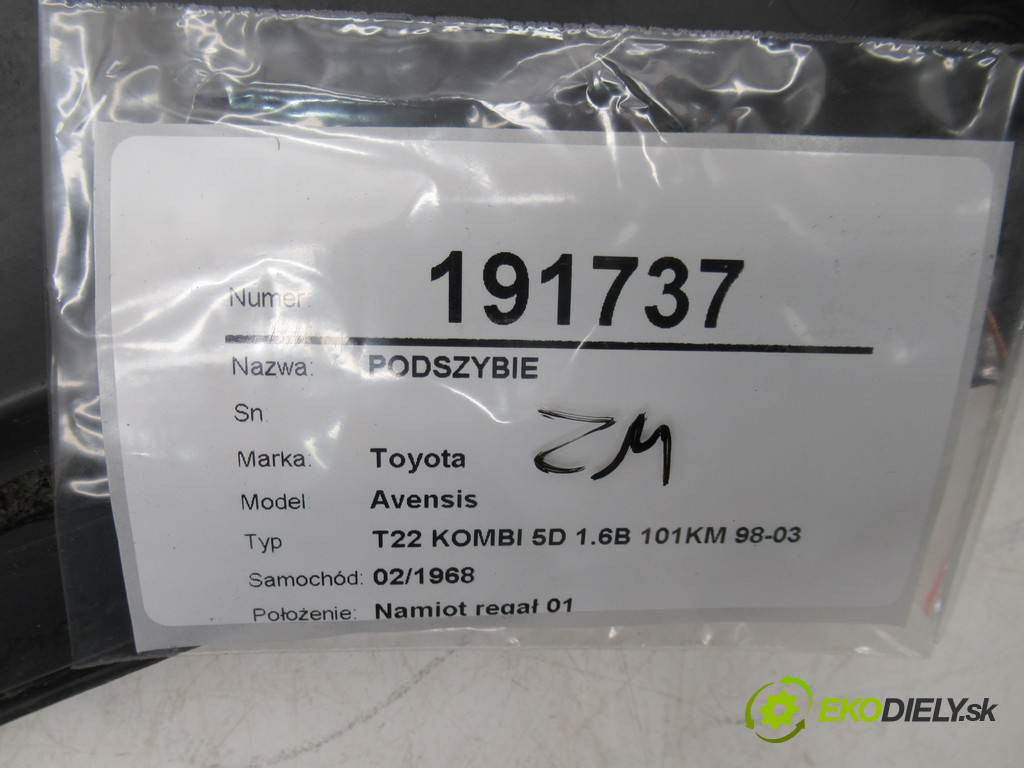 Numer: 191737
Nazwa: PODSZYBIE
Sn.
ZM
Marka: Toyota
Model: Avensis
Typ T22 KOMBI 5D 1.6B 101KM 98-03
Samochód: 02/1968
Położenie: Namiot regał 01
EKODIELY.sk